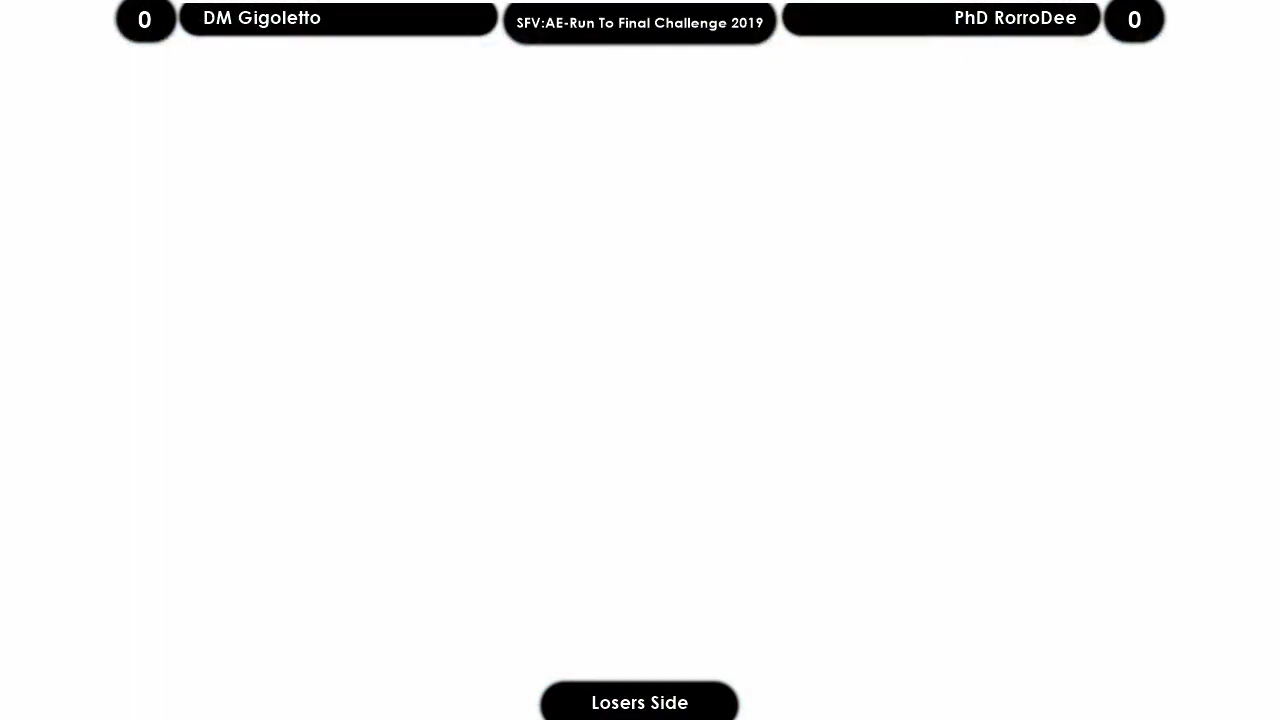 0
DM Gigoletto
SFV:AE-Run To Final Challenge 2019
PhD RorroDee
0
Losers Side